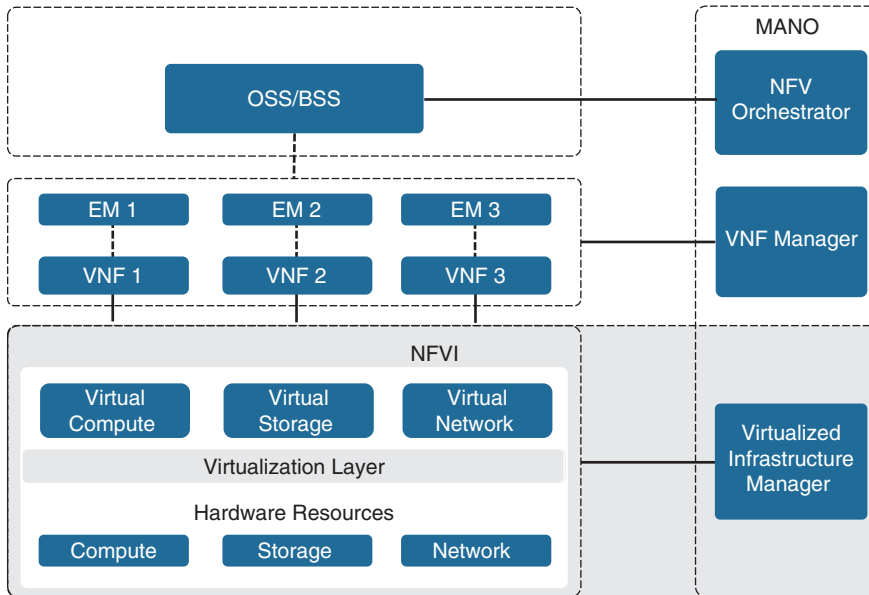 MANO
OSS/BSS
NFV
Orchestrator
EM 1
EM 2
EM 3
VNF 1
VNF 2
VNF 3
VNF Manager
NFVI
Virtual
Compute
Virtual
Storage
Virtual
Network
Virtualization Layer
Hardware Resources
Compute
Storage
Network
Virtualized
Infrastructure
Manager